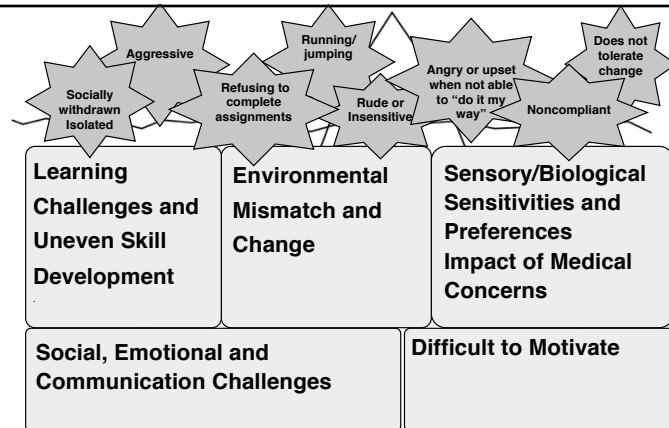 Aggressive
Running/
jumping
Does not
tolerate
change
Socially
withdrawn
Isolated
Refusing to
complete
assignments
Rude or
Insensitive
Angry or upset
when not able
to “do it my
way”
Noncompliant
Learning
Challenges and
Uneven Skill
Development
.
Environmental
Mismatch and
Change
Sensory/Biological
Sensitivities and
Preferences
Impact of Medical
Concerns
Social, Emotional and
Communication Challenges
Difficult to Motivate